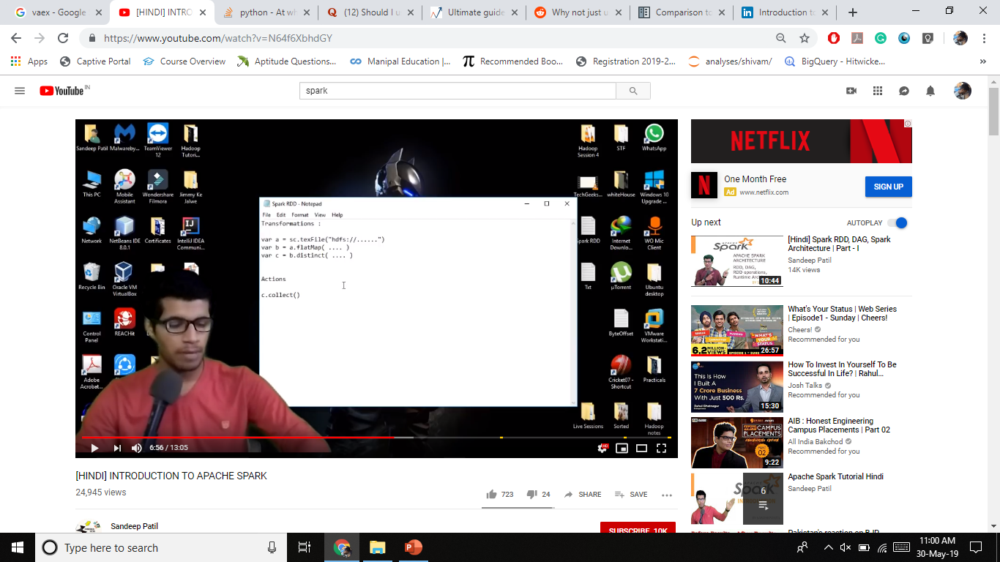 vaex - Google
[HINDI] INTRO
python - At wh
(12) Should I u
Ultimate guide
Why not just u
Comparison to
Introduction to
https://www.youtube.com/watch?v=N64f6XbhdGY
Apps
Captive Portal
Course Overview
Aptitude Questions...
Manipal Education |...
Recommended Boo...
Registration 2019-2...
analyses/shivam/
BigQuery - Hitwicke...
YouTube IN
spark
Sandeep Patil
Malwareby...
TeamViewer 12
Hadoop Tutori...
Hadoop Session 4
STF
WhatsApp
This PC
Mobile Assistant
Wondershare Filmora
Jimmy Ke Jalwe
TechGeeks...
whiteHouse
Windows 10 Upgrade ...
Network
NetBeans IDE 8.0.1
Certificates
IntelliJ IDEA Communi...
Spark RDD
Internet Downlo...
WO Mic Client
Recycle Bin
Oracle VM VirtualBox
Txt
µTorrent
Ubuntu desktop
Control Panel
REACHit
ByteOffset
VMware Workstati...
Adobe Acrobat...
Cricket07 - Shortcut
Practicals
Live Sessions
Sorted
Hadoop notes
Spark RDD - Notepad
File Edit Format View Help
Transformations :
var a = sc.texFile("hdfs://......")
var b = a.flatMap( .... )
var c = b.distinct( .... )
Actions
c.collect()
6:56 / 13:05
HD
[HINDI] INTRODUCTION TO APACHE SPARK
24,945 views
723
24
SHARE
SAVE
Sandeep Patil
SUBSCRIBE 10K
NETFLIX
One Month Free
Ad www.netflix.com
SIGN UP
Up next
AUTOPLAY
APACHE
Spark
APACHE SPARK
ARCHITECTURE
RDD, DAG,
RDD operations,
10:44
[Hindi] Spark RDD, DAG, Spark
Architecture | Part - I
Sandeep Patil
14K views
WHAT'S YOUR STATUS
6.2 MILLION+ VIEWS
26:57
What's Your Status | Web Series
| Episode1 - Sunday | Cheers!
Cheers!
Recommended for you
This Is How
I Built A
7 Crore Business
With Just 500 Rs.
15:30
How To Invest In Yourself To Be
Successful In Life? | Rahul...
Josh Talks
Recommended for you
CAMPUS
PLACEMENTS
PART
02
9:22
AIB : Honest Engineering
Campus Placements | Part 02
All India Bakchod
Recommended for you
6
Apache Spark Tutorial Hindi
Sandeep Patil
Type here to search
11:00 AM
30-May-19